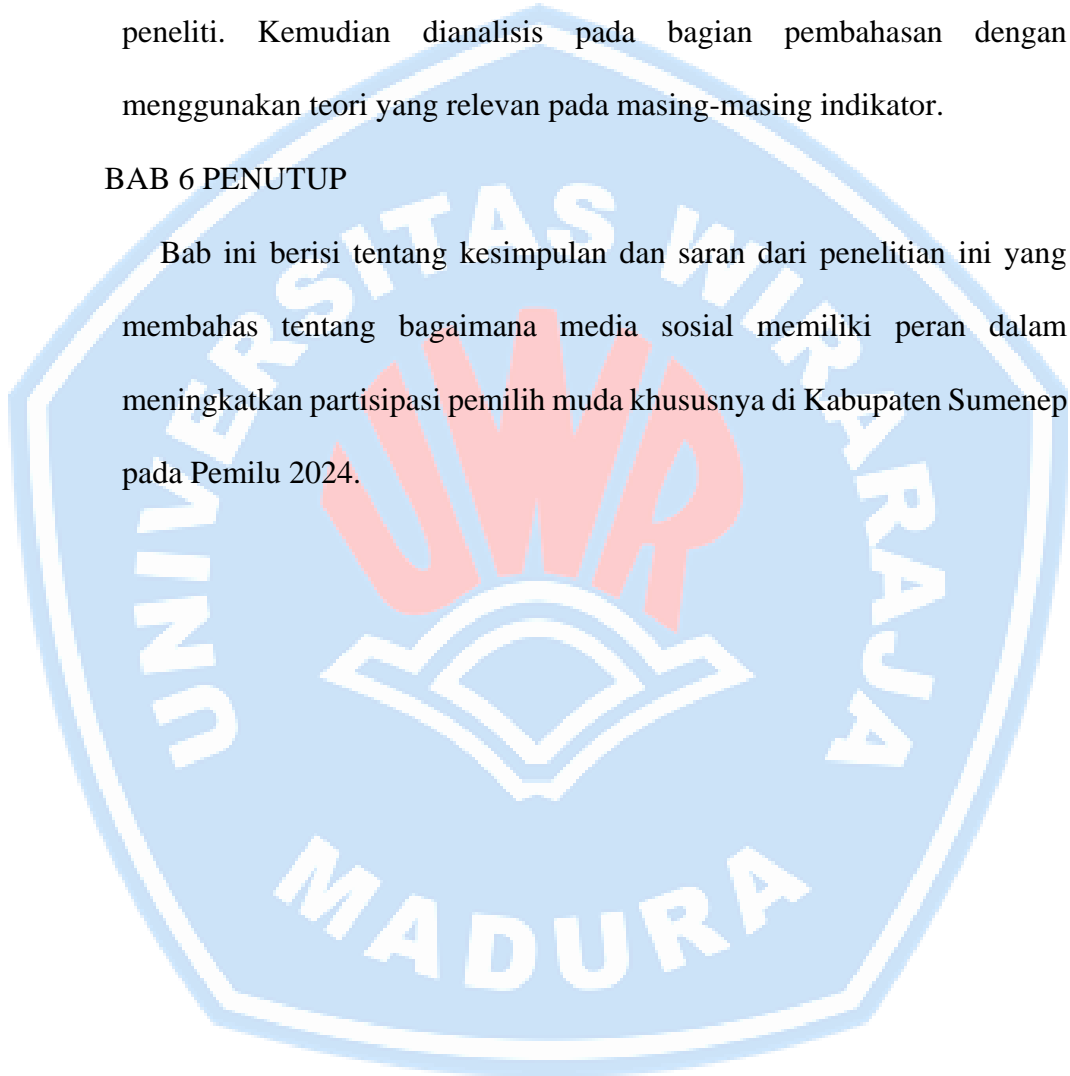 peneliti. Kemudian dianalisis pada bagian pembahasan dengan
menggunakan teori yang relevan pada masing-masing indikator.
BAB 6 PENUTUP
Bab ini berisi tentang kesimpulan dan saran dari penelitian ini yang
membahas tentang bagaimana media sosial memiliki peran dalam
meningkatkan partisipasi pemilih muda khususnya di Kabupaten Sumenep
pada Pemilu 2024.
UNIVERSITAS WIRARAJA
UWR
MADURA